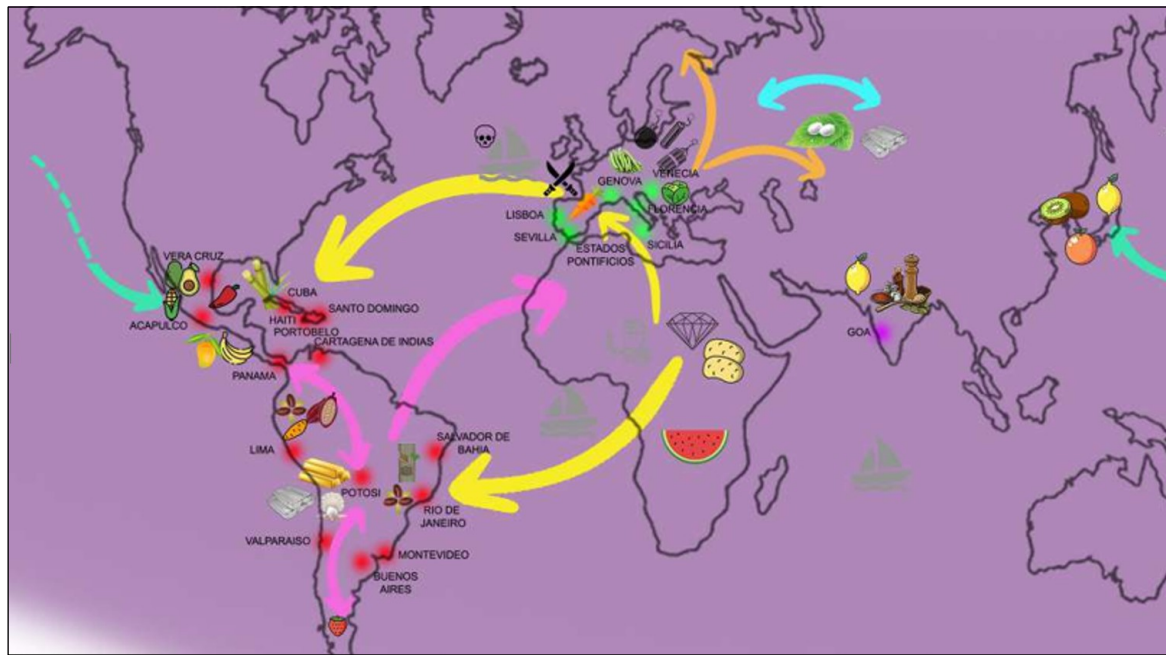 VENECIA
GENOVA
FLORENCIA
LISBOA
SEVILLA
SICILIA
ESTADOS
PONTIFICIOS
VERA CRUZ
CUBA
SANTO DOMINGO
ACAPULCO
HAITI
PORTOBELO
CARTAGENA DE INDIAS
PANAMA
GOA
LIMA
SALVADOR DE
BAHIA
POTOSI
RIO DE
JANEIRO
VALPARAISO
MONTEVIDEO
BUENOS
AIRES